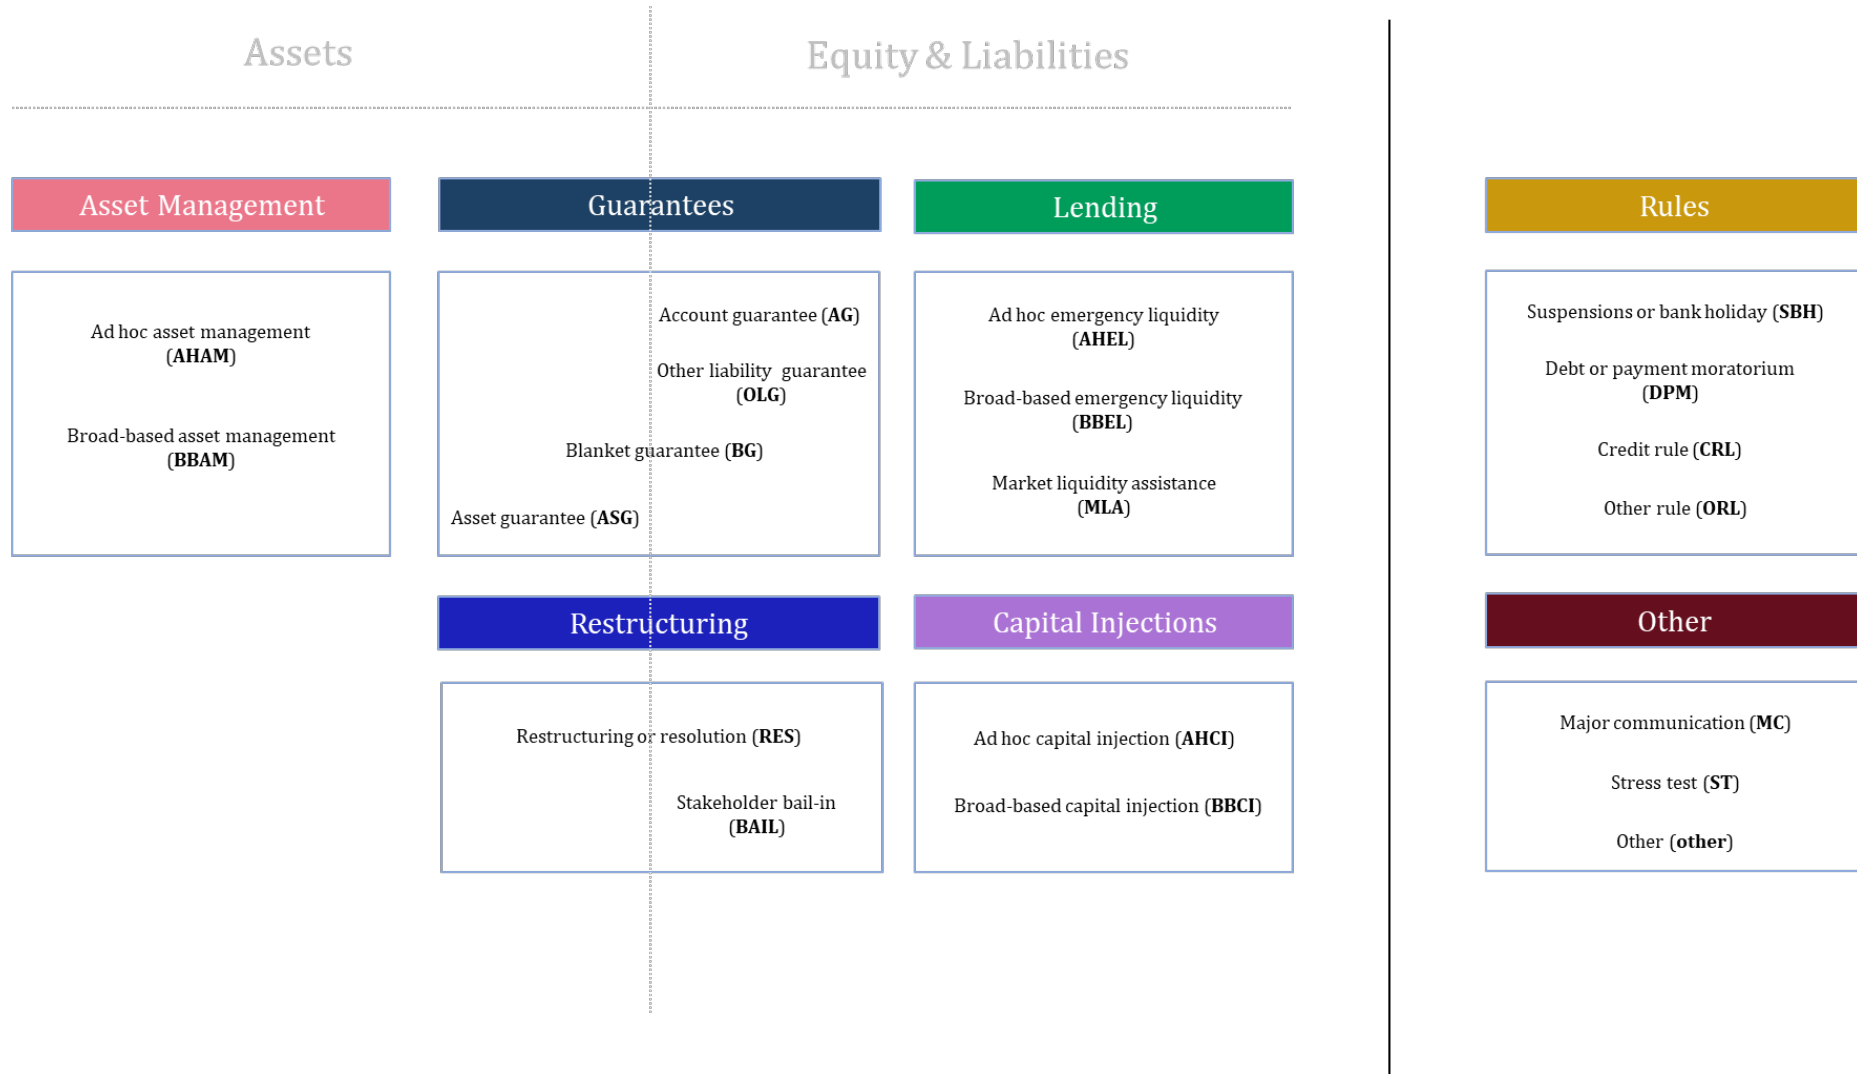 Assets
Equity & Liabilities
Asset Management
Ad hoc asset management
(AHAM)
Broad-based asset management
(BBAM)
Guarantees
Account guarantee (AG)
Other liability guarantee
(OLG)
Blanket guarantee (BG)
Asset guarantee (ASG)
Lending
Ad hoc emergency liquidity
(AHEL)
Broad-based emergency liquidity
(BBEL)
Market liquidity assistance
(MLA)
Restructuring
Restructuring or resolution (RES)
Stakeholder bail-in
(BAIL)
Capital Injections
Ad hoc capital injection (AHCI)
Broad-based capital injection (BBCI)
Rules
Suspensions or bank holiday (SBH)
Debt or payment moratorium
(DPM)
Credit rule (CRL)
Other rule (ORL)
Other
Major communication (MC)
Stress test (ST)
Other (other)